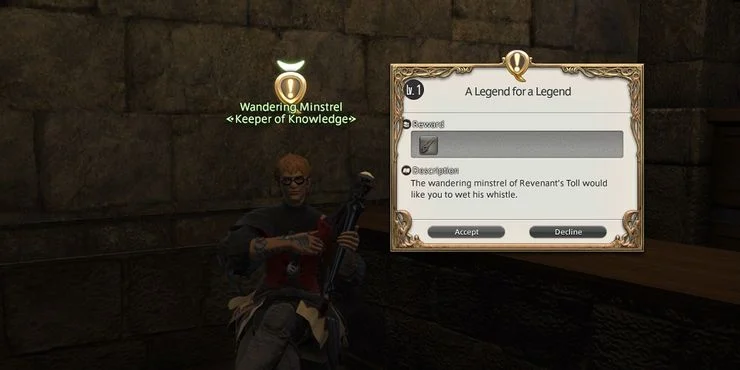 Wandering Minstrel
«Keeper of Knowledge»
Lv. 1
A Legend for a Legend
Reward
Description
The wandering minstrel of Revenant's Toll would
like you to wet his whistle.
Accept
Decline